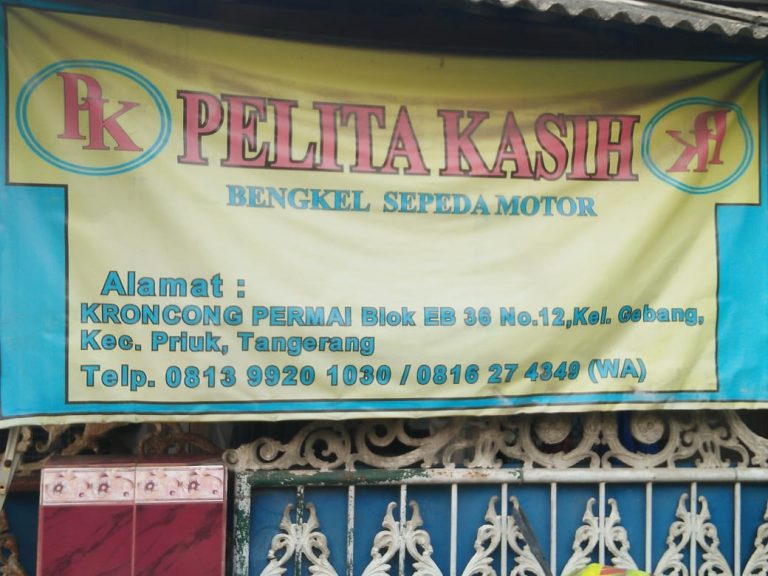 PK
PELITA KASIH
PK
BENGKEL SEPEDA MOTOR
Alamat :
KRONCONG PERMAI Blok EB 36 No.12,Kel. Gebang,
Kec. Priuk, Tangerang
Telp. 0813 9920 1030 / 0816 27 4349 (WA)